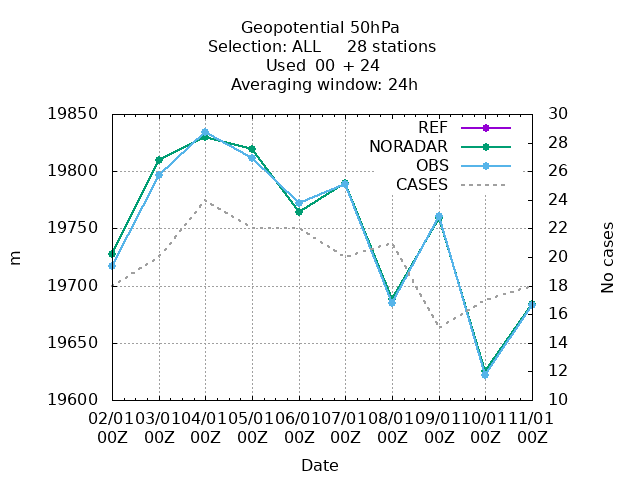 Geopotential 50hPa
Selection: ALL 28 stations
Used 00 + 24
Averaging window: 24h
19850 30
REF
28
NORADAR
19800 OBS 26
CASES
24
19750 22
20
19700 18
16
19650 14
12
19600 10
02/01 03/01 04/01 05/01 06/01 07/01 08/01 09/01 10/01 11/01
00Z 00Z 00Z 00Z 00Z 00Z 00Z 00Z 00Z 00Z
Date
m
No cases